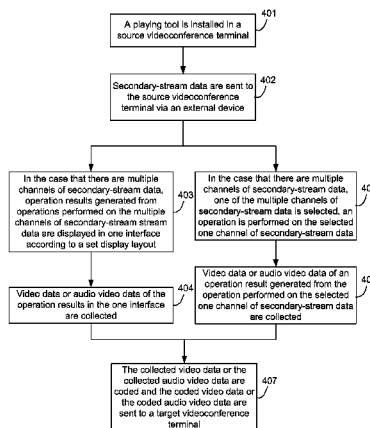 401
A playing tool is installed in a
source videoconference terminal
402
Secondary-stream data are sent to
the source videoconference
terminal via an external device
In the case that there are multiple
channels of secondary-stream data,
operation results generated from
operations performed on the multiple
channels of secondary-stream stream
data are displayed in one interface
according to a set display layout
403
In the case that there are multiple
channels of secondary-stream data,
one of the multiple channels of
secondary-stream data is selected, an
operation is performed on the selected
one channel of secondary-stream data
40
Video data or audio video data of the
operation results in the one interface
are collected
404
Video data or audio video data of an
operation result generated from the
operation performed on the selected
one channel of secondary-stream data
are collected
40
The collected video data or the
collected audio video data are
coded and the coded video data or
the coded audio video data are
sent to a target videoconference
terminal
407